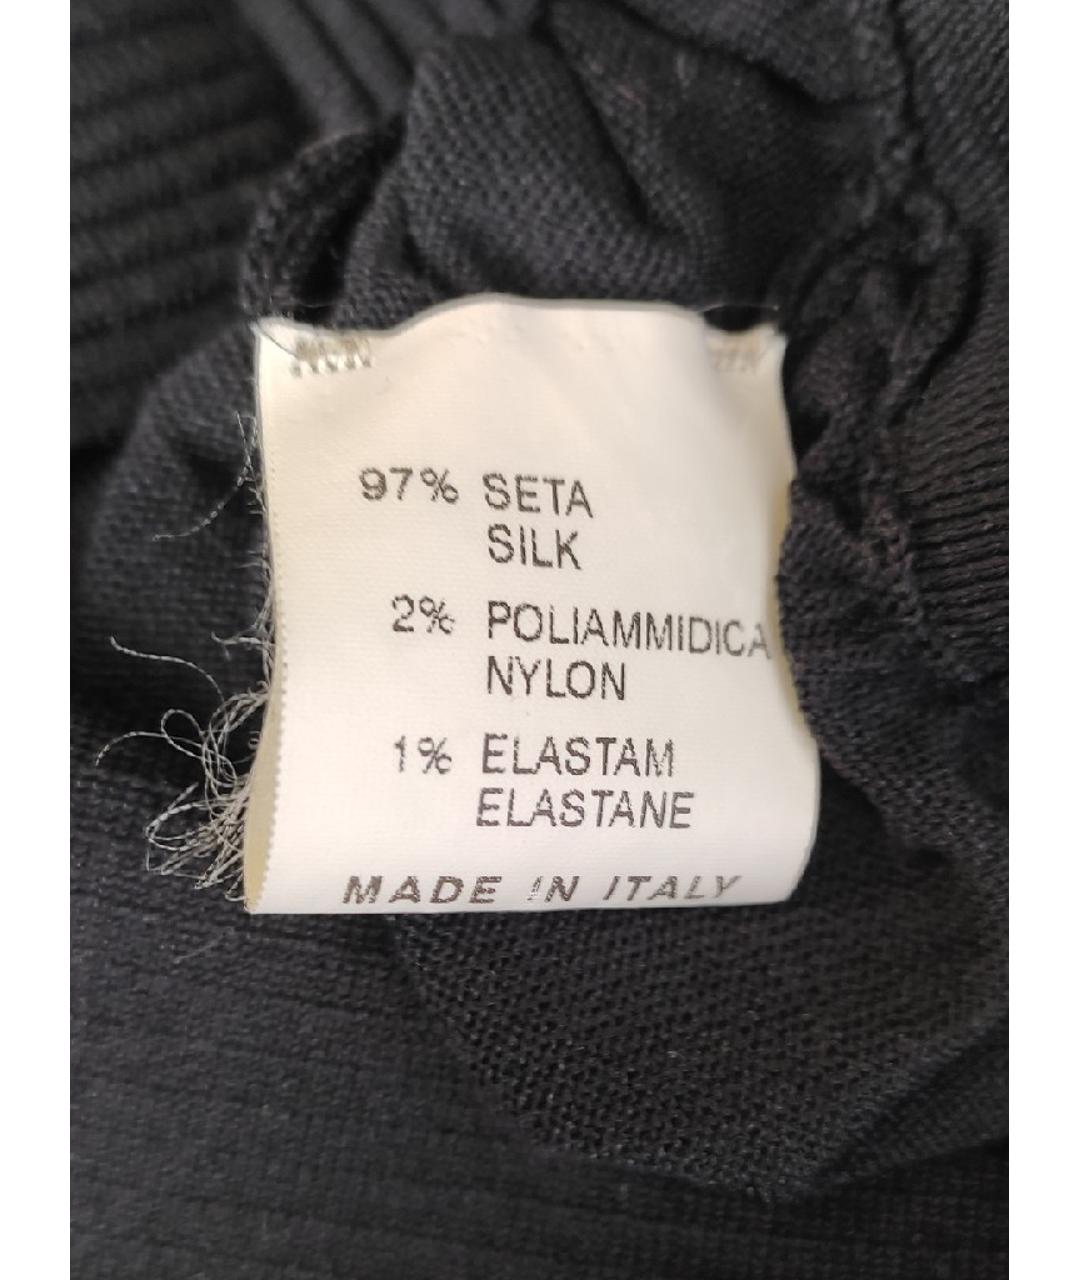 97% SETA
SILK
2% POLIAMMIDICA
NYLON
1% ELASTAM
ELASTANE
MADE IN ITALY